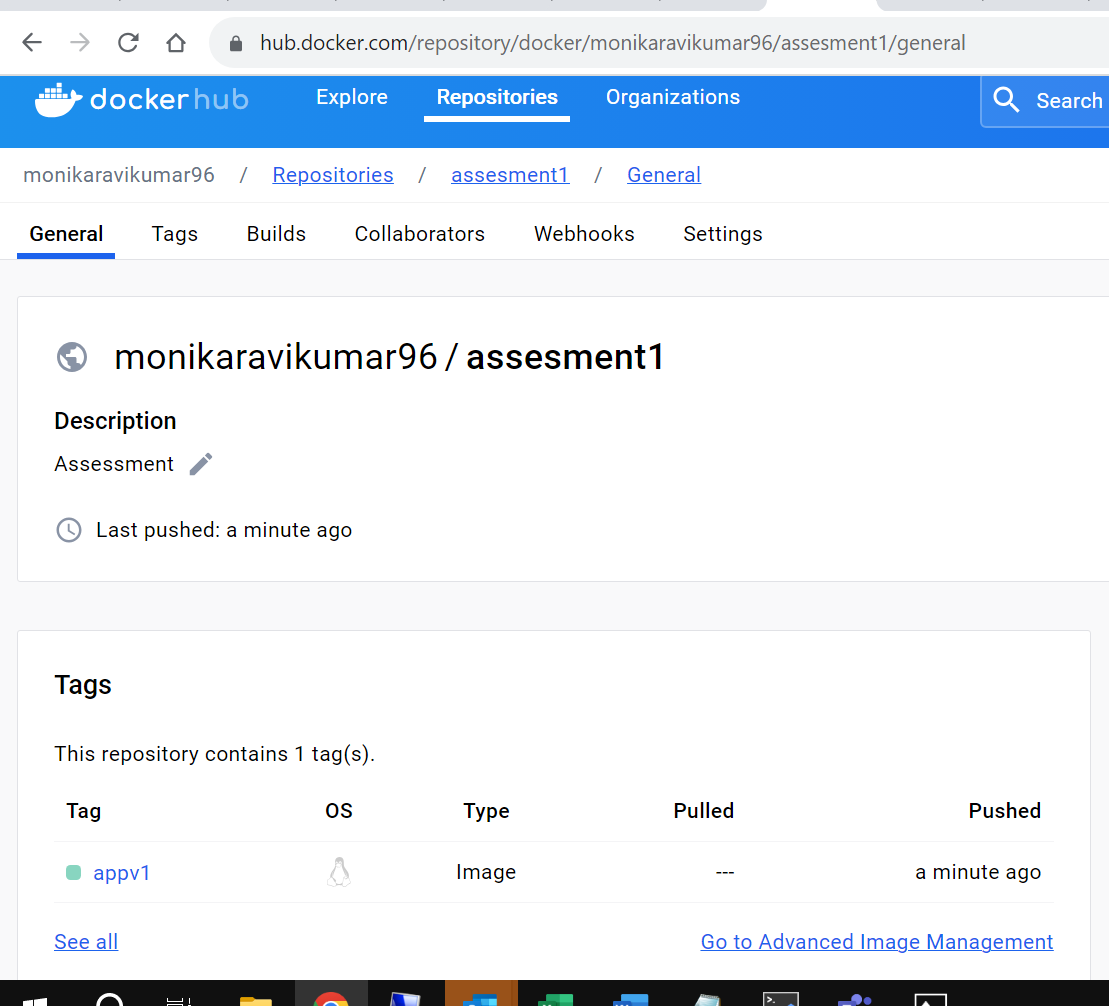 hub.docker.com/repository/docker/monikaravikumar96/assesment1/general
dockerhub Explore Repositories Organizations Search
monikaravikumar96 / Repositories / assesment1 / General
General Tags Builds Collaborators Webhooks Settings
monikaravikumar96 / assesment1
Description
Assessment
Last pushed: a minute ago
Tags
This repository contains 1 tag(s).
Tag OS Type Pulled Pushed
appv1 Image --- a minute ago
See all Go to Advanced Image Management